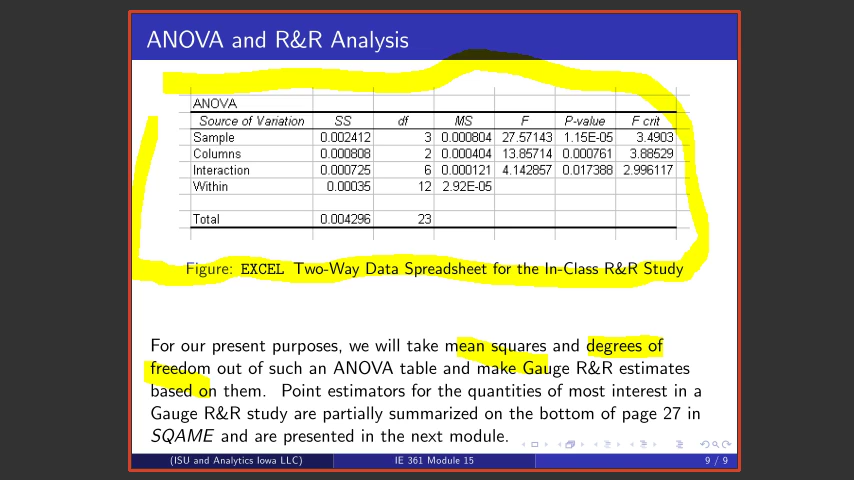 ANOVA and R&R Analysis
ANOVA
Source of Variation SS df MS F P-value F crit
Sample 0.002412 3 0.000804 27.57143 1.15E-05 3.4903
Columns 0.000808 2 0.000404 13.85714 0.000761 3.88529
Interaction 0.000725 6 0.000121 4.142857 0.017388 2.996117
Within 0.00035 12 2.92E-05
Total 0.004296 23
Figure: EXCEL Two-Way Data Spreadsheet for the In-Class R&R Study
For our present purposes, we will take mean squares and degrees of
freedom out of such an ANOVA table and make Gauge R&R estimates
based on them. Point estimators for the quantities of most interest in a
Gauge R&R study are partially summarized on the bottom of page 27 in
SQAME and are presented in the next module.
(ISU and Analytics Iowa LLC) IE 361 Module 15 9 / 9